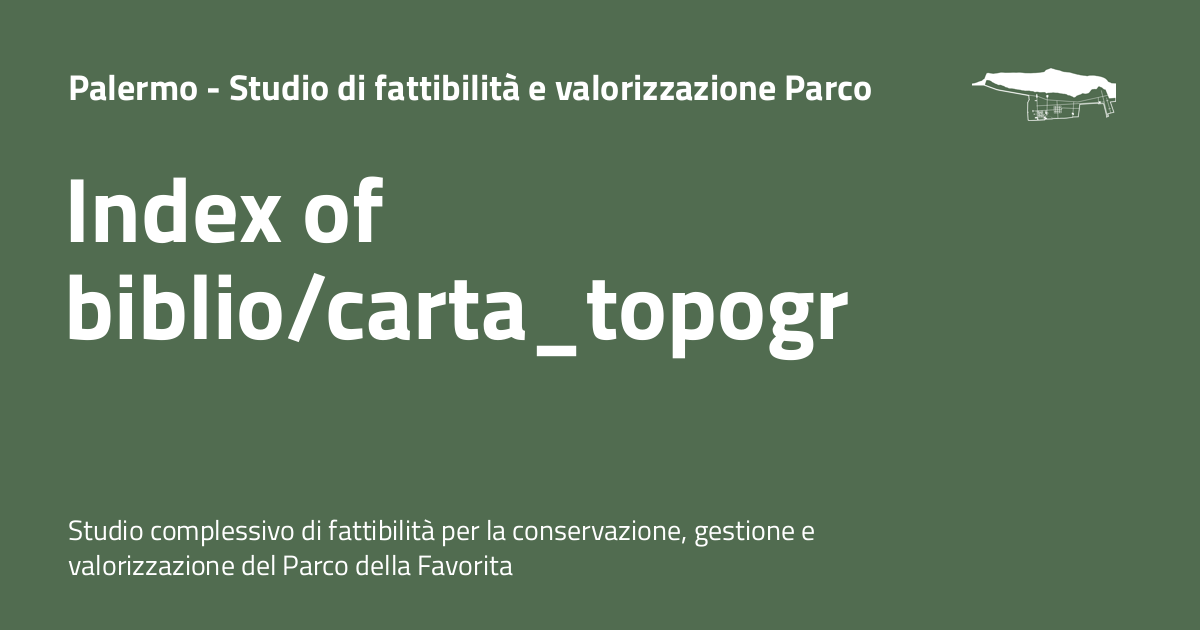 Palermo - Studio di fattibilità e valorizzazione Parco
Index of
biblio/carta_topogr
Studio complessivo di fattibilità per la conservazione, gestione e
valorizzazione del Parco della Favorita